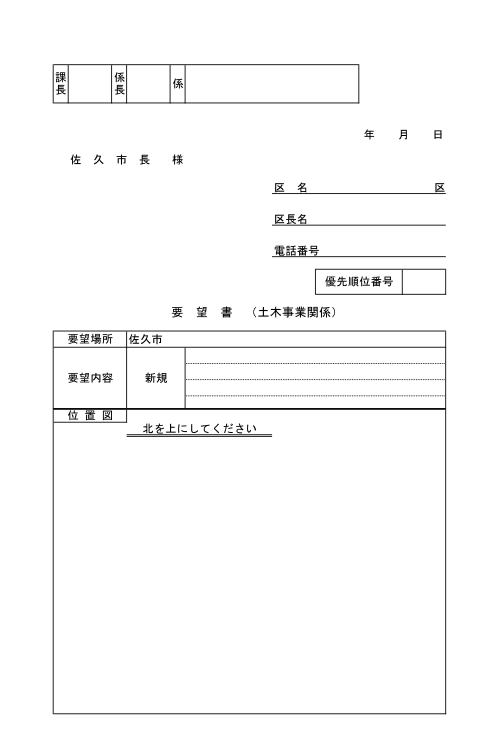 課長 係長 係
年 月 日
佐 久 市 長 様
区 名 区
区長名
電話番号
優先順位番号
要 望 書 （土木事業関係）
要望場所 佐久市
要望内容 新規
位 置 図
北を上にしてください